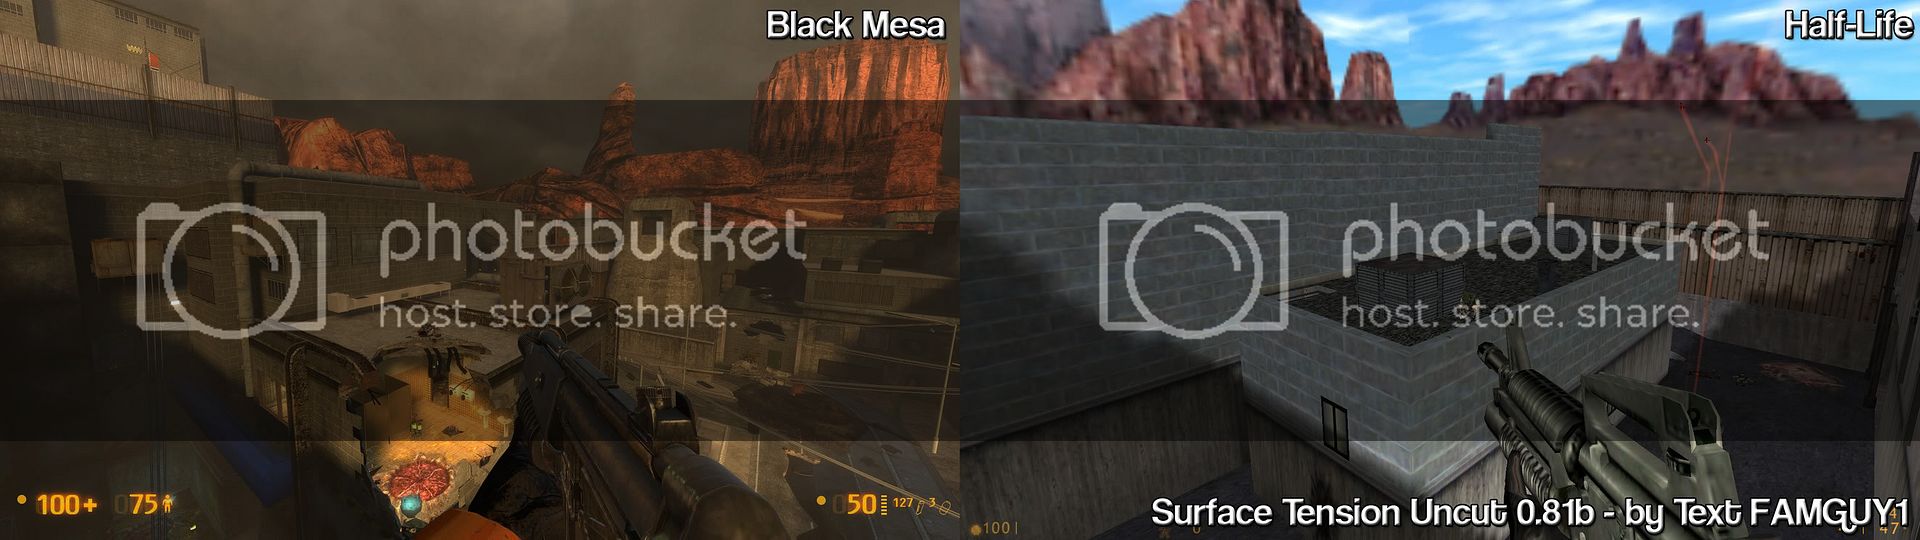 Black Mesa
Half-Life
photobucket
host. store. share.
photobucket
host. store. share.
100+ 075
50 127 3
100|
47
Surface Tension Uncut 0.81b - by Text FAMGUY1